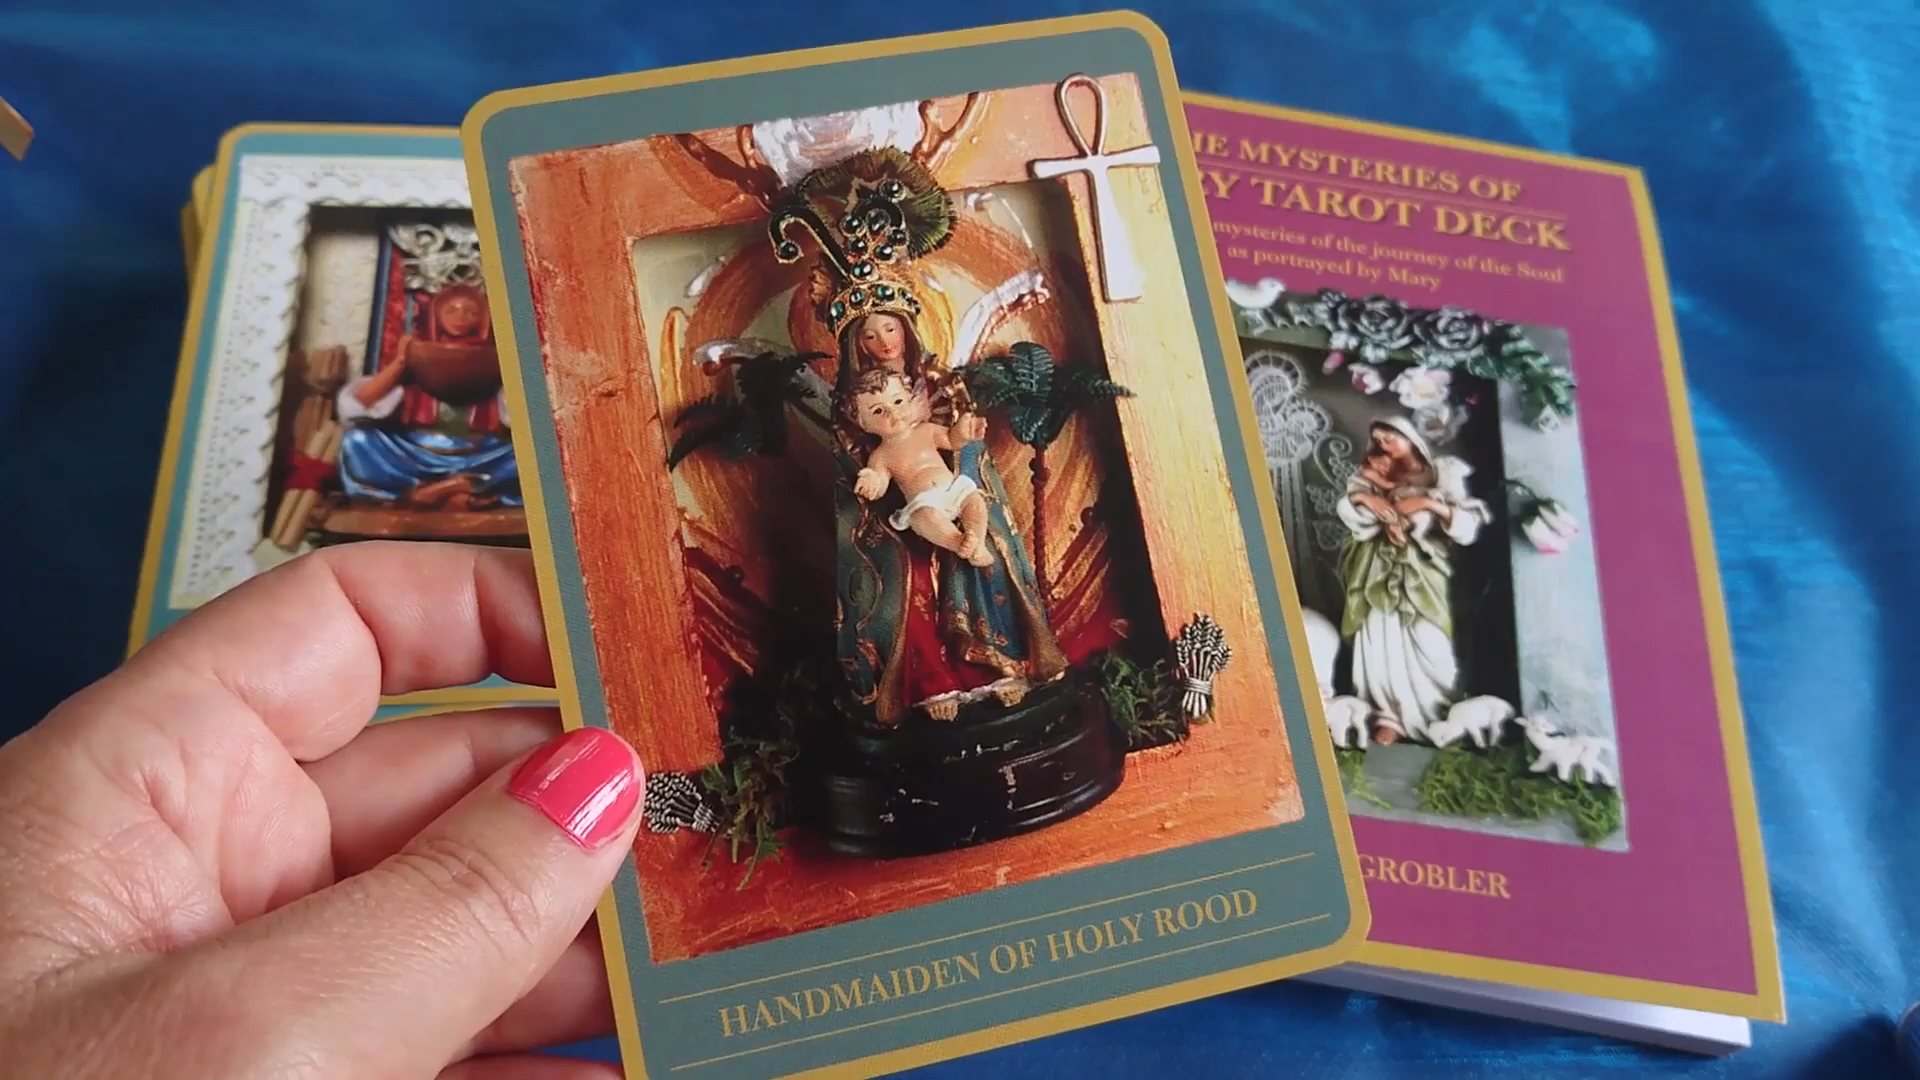 HANDMAIDEN OF HOLY ROOD
MYSTERIES OF
TAROT DECK
mysteries of the journey of the Soul
as portrayed by Mary
GROBLER